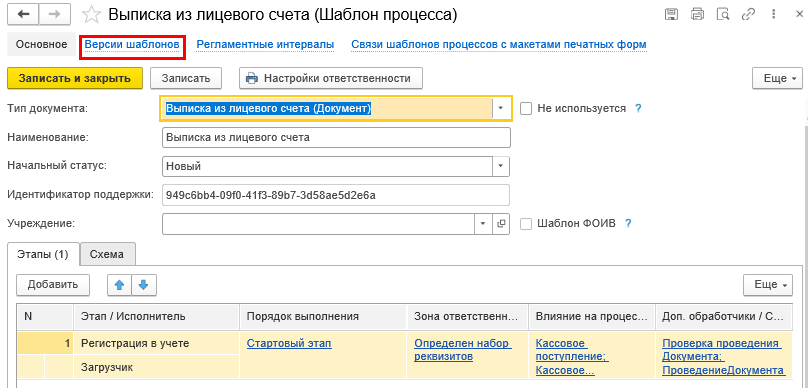 Выписка из лицевого счета (Шаблон процесса)
Основное Версии шаблонов Регламентные интервалы Связи шаблонов процессов с макетами печатных форм
Записать и закрыть Записать Настройки ответственности Еще
Тип документа: Выписка из лицевого счета (Документ) Не используется ?
Наименование: Выписка из лицевого счета
Начальный статус: Новый
Идентификатор поддержки: 949c6bb4-09f0-41f3-89b7-3d58ae5d2e6a
Учреждение: Шаблон ФОИВ ?
Этапы (1) Схема
Добавить Еще
N Этап / Исполнитель Порядок выполнения Зона ответственн... Влияние на процес... Доп. обработчики / С...
1 Регистрация в учете Стартовый этап Определен набор Кассовое Проверка проведения
реквизитов поступление; Документа;
Загрузчик Кассовое... ПроведениеДокумента